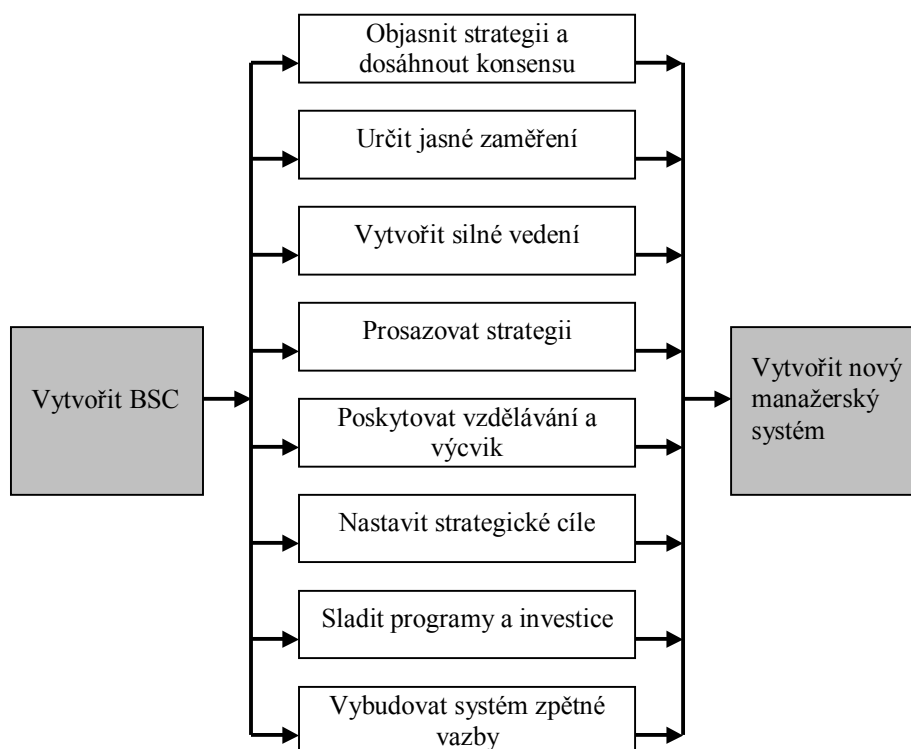 Objasnit strategii a
dosáhnout konsensu
Určit jasné zaměření
Vytvořit silné vedení
Prosazovat strategii
Vytvořit BSC
Poskytovat vzdělávání a
výcvik
Nastavit strategické cíle
Sladit programy a investice
Vybudovat systém zpětné
vazby
Vytvořit nový
manažerský
systém